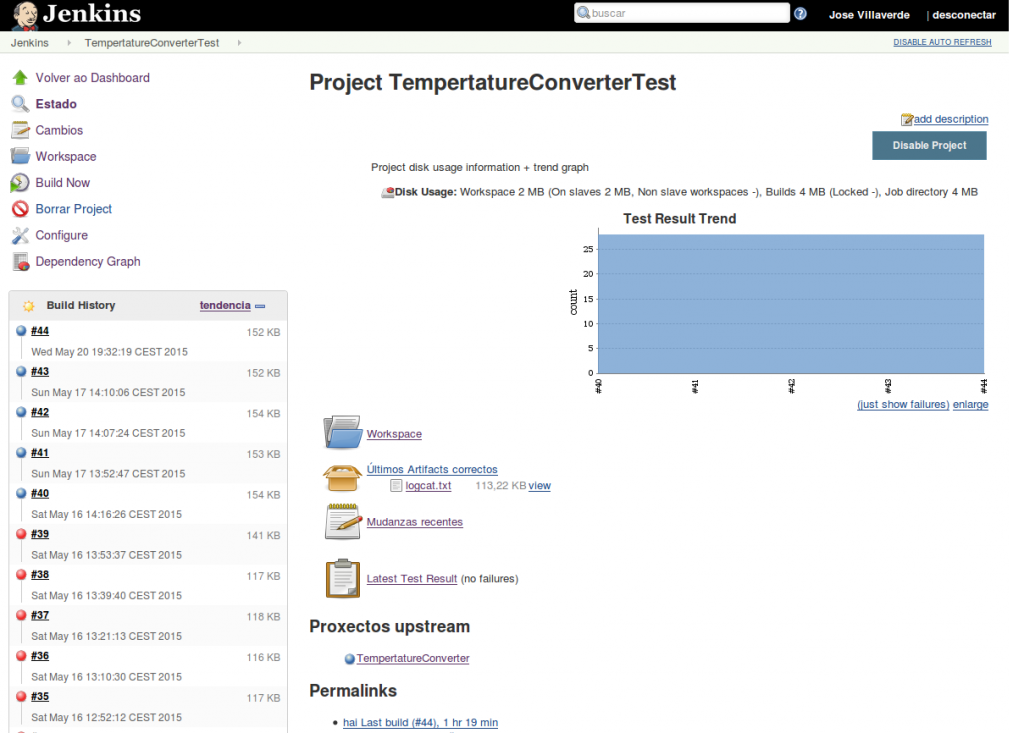 Jenkins
buscar
Jose Villaverde | desconectar
Jenkins TempertatureConverterTest
DISABLE AUTO REFRESH
Volver ao Dashboard
Estado
Cambios
Workspace
Build Now
Borrar Project
Configure
Dependency Graph
Build History tendencia
#44 152 KB
Wed May 20 19:32:19 CEST 2015
#43 152 KB
Sun May 17 14:10:06 CEST 2015
#42 154 KB
Sun May 17 14:07:24 CEST 2015
#41 153 KB
Sun May 17 13:52:47 CEST 2015
#40 154 KB
Sat May 16 14:16:26 CEST 2015
#39 141 KB
Sat May 16 13:53:37 CEST 2015
#38 117 KB
Sat May 16 13:39:40 CEST 2015
#37 118 KB
Sat May 16 13:21:13 CEST 2015
#36 116 KB
Sat May 16 13:10:30 CEST 2015
#35 117 KB
Sat May 16 12:52:12 CEST 2015
Project TempertatureConverterTest
add description
Disable Project
Project disk usage information + trend graph
Disk Usage: Workspace 2 MB (On slaves 2 MB, Non slave workspaces -), Builds 4 MB (Locked -), Job directory 4 MB
Test Result Trend
count
25
20
15
10
5
0
#40 #41 #42 #43 #44
(just show failures) enlarge
Workspace
Últimos Artifacts correctos
logcat.txt 113,22 KB view
Mudanzas recentes
Latest Test Result (no failures)
Proxectos upstream
TempertatureConverter
Permalinks
hai Last build (#44), 1 hr 19 min